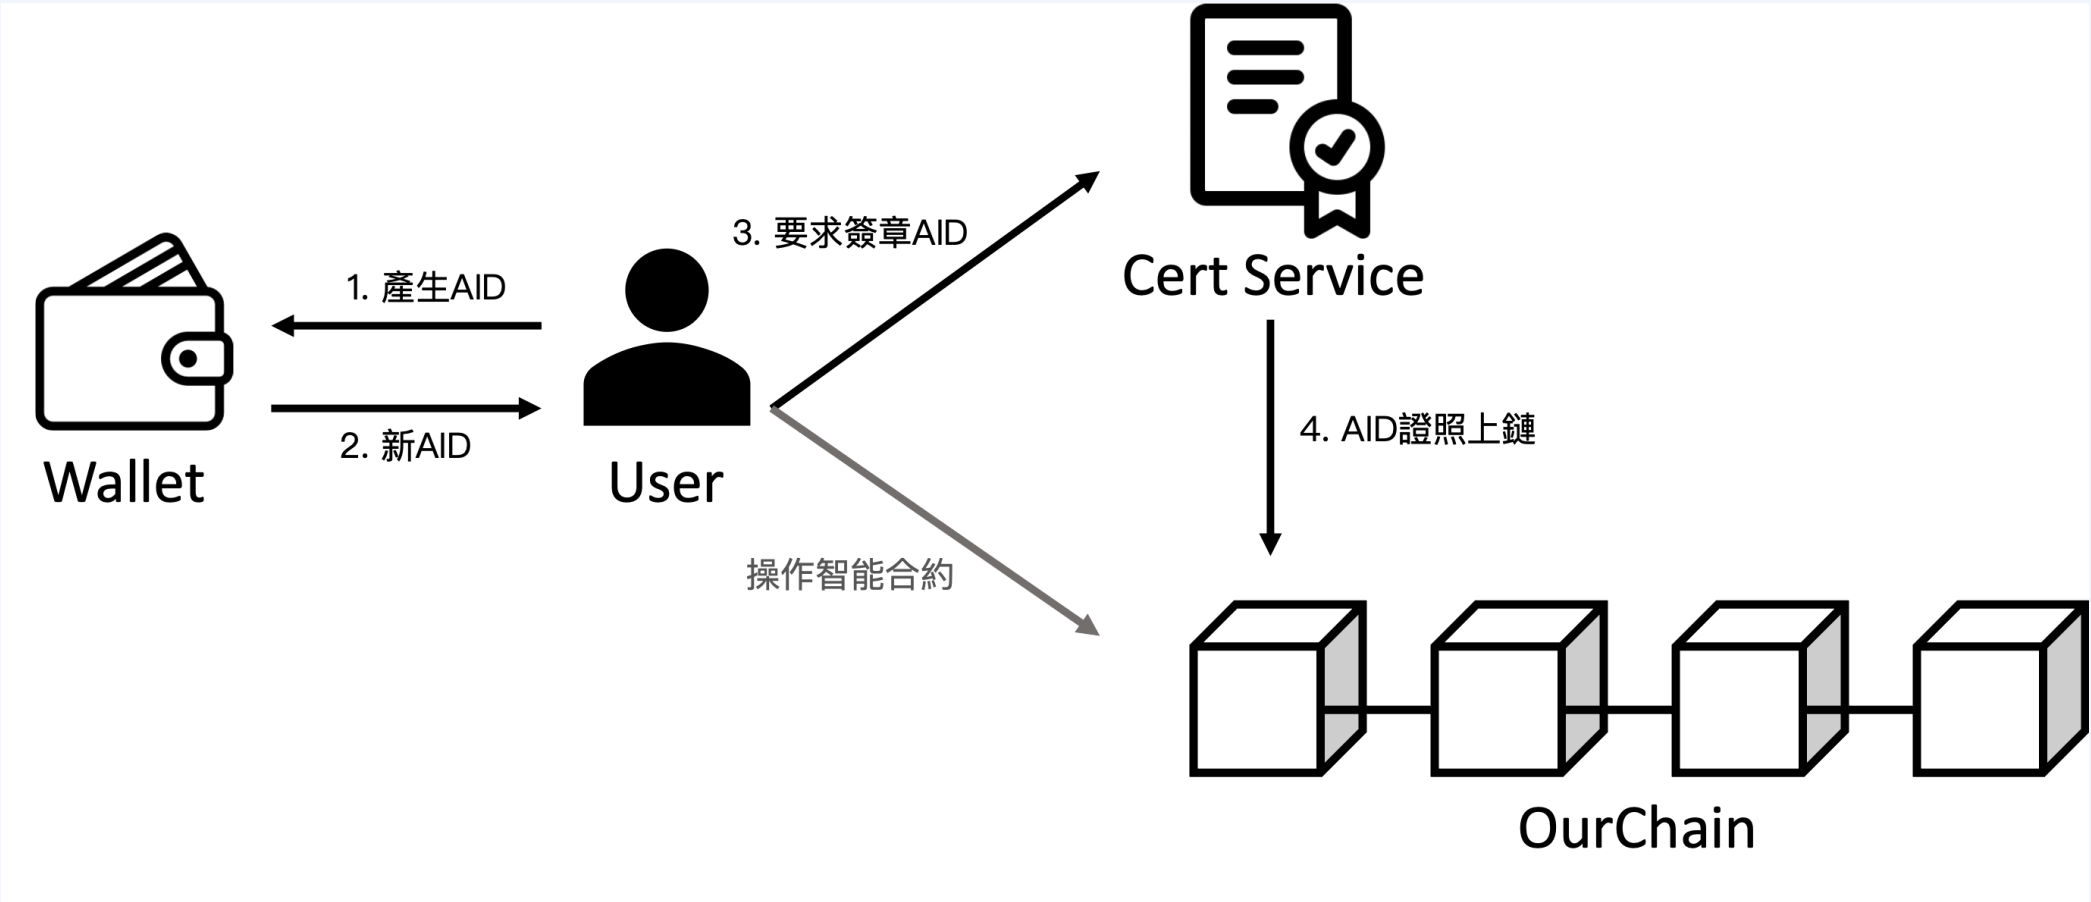 1. 產生AID
2. 新AID
Wallet
User
3. 要求簽章AID
Cert Service
4. AID證照上鏈
操作智能合約
OurChain